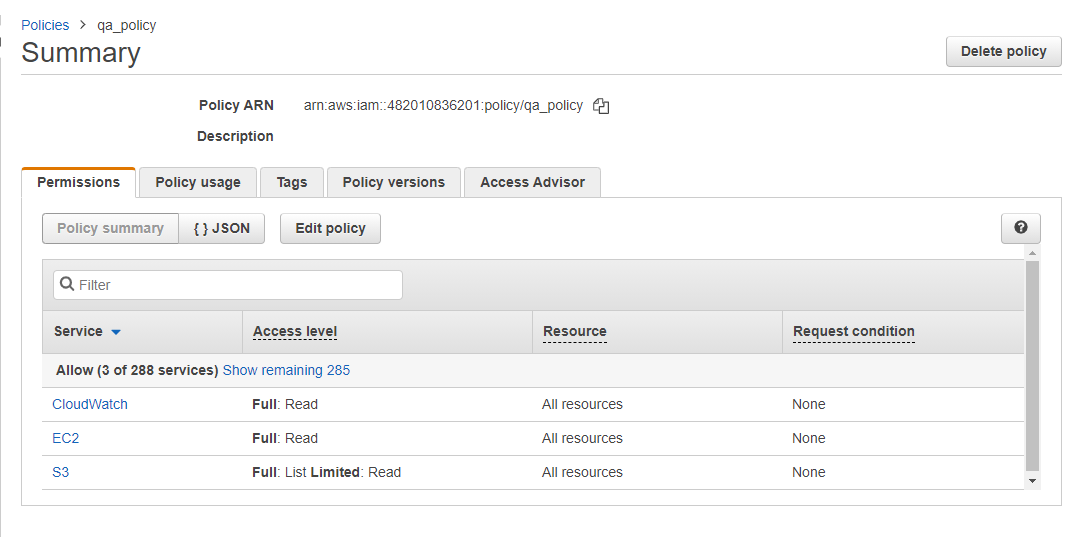 Policies > qa_policy
Summary
Delete policy
Policy ARN arn:aws:iam::482010836201:policy/qa_policy
Description
Permissions Policy usage Tags Policy versions Access Advisor
Policy summary { } JSON Edit policy ?
Filter
Service Access level Resource Request condition
Allow (3 of 288 services) Show remaining 285
CloudWatch Full: Read All resources None
EC2 Full: Read All resources None
S3 Full: List Limited: Read All resources None